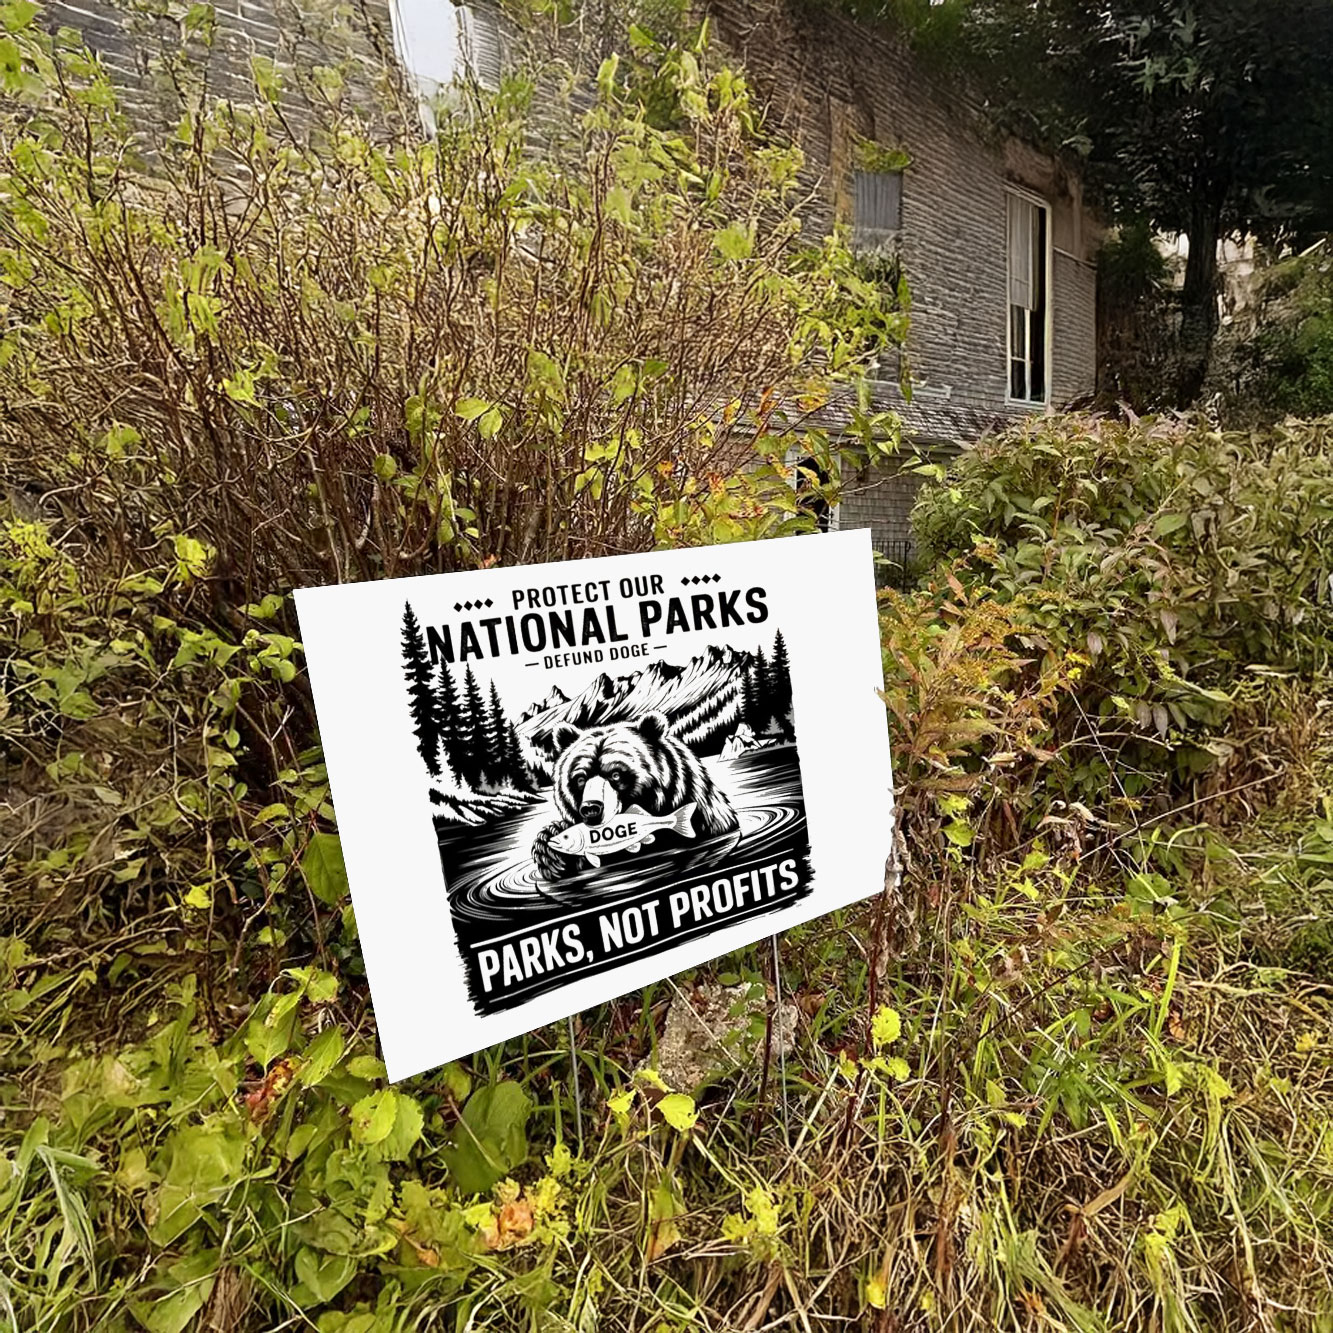 PROTECT OUR
NATIONAL PARKS
– DEFUND DOGE –
DOGE
PARKS, NOT PROFITS